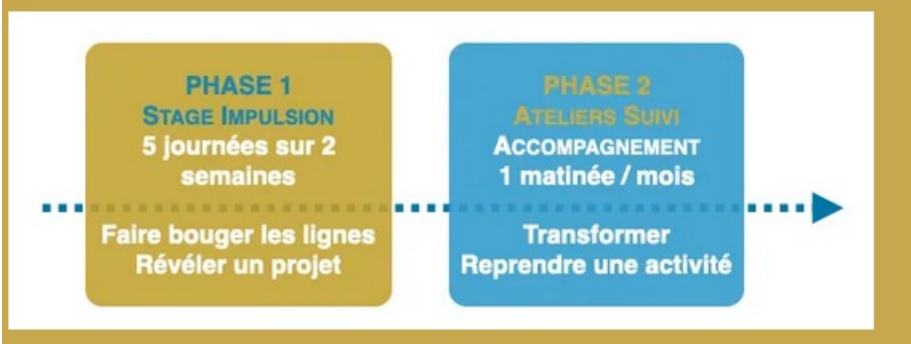 PHASE 1
STAGE IMPULSION
5 journées sur 2
semaines
Faire bouger les lignes
Révéler un projet
PHASE 2
ATELIERS SUIVI
ACCOMPAGNEMENT
1 matinée / mois
Transformer
Reprendre une activité